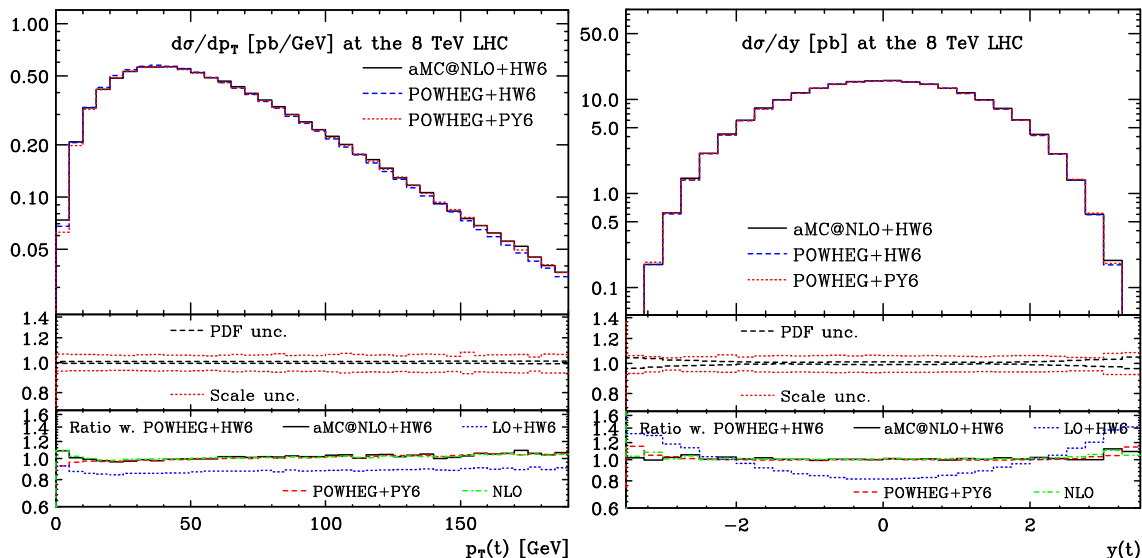 dσ/dp_T [pb/GeV] at the 8 TeV LHC
aMC@NLO+HW6
POWHEG+HW6
POWHEG+PY6
1.00
0.50
0.20
0.10
0.05
1.4
1.2
1.0
0.8
PDF unc.
Scale unc.
1.6
1.4
1.2
1.0
0.8
0.6
Ratio w. POWHEG+HW6
aMC@NLO+HW6
LO+HW6
POWHEG+PY6
NLO
0
50
100
150
p_T(t) [GeV]
dσ/dy [pb] at the 8 TeV LHC
50.0
10.0
5.0
1.0
0.5
0.1
aMC@NLO+HW6
POWHEG+HW6
POWHEG+PY6
1.4
1.2
1.0
0.8
PDF unc.
Scale unc.
1.6
1.4
1.2
1.0
0.8
0.6
Ratio w. POWHEG+HW6
aMC@NLO+HW6
LO+HW6
POWHEG+PY6
NLO
−2
0
2
y(t)